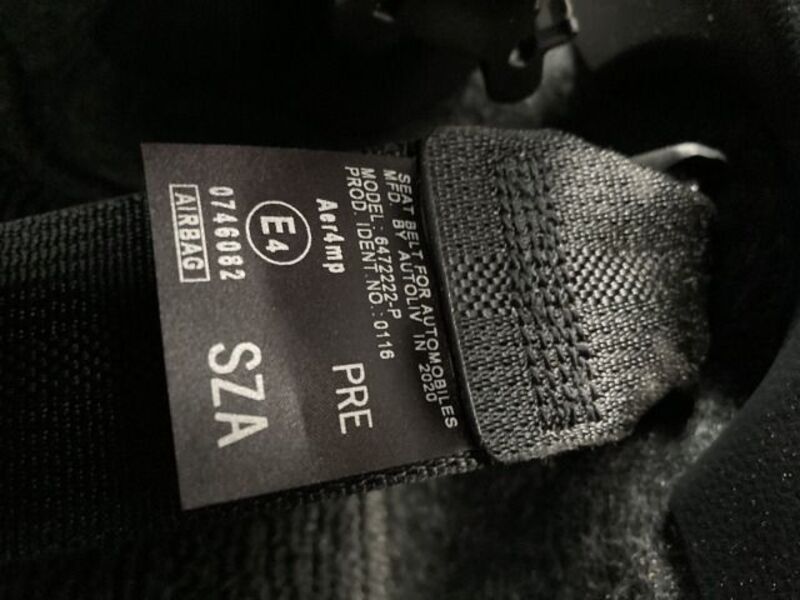 SEAT BELT FOR AUTOMOBILES
MFD. BY AUTOLIV IN 2020
MODEL: 6472222-P
PROD. IDENT.NO.: 0116
Aer4mp
PRE
E4
0746082
AIRBAG
SZA